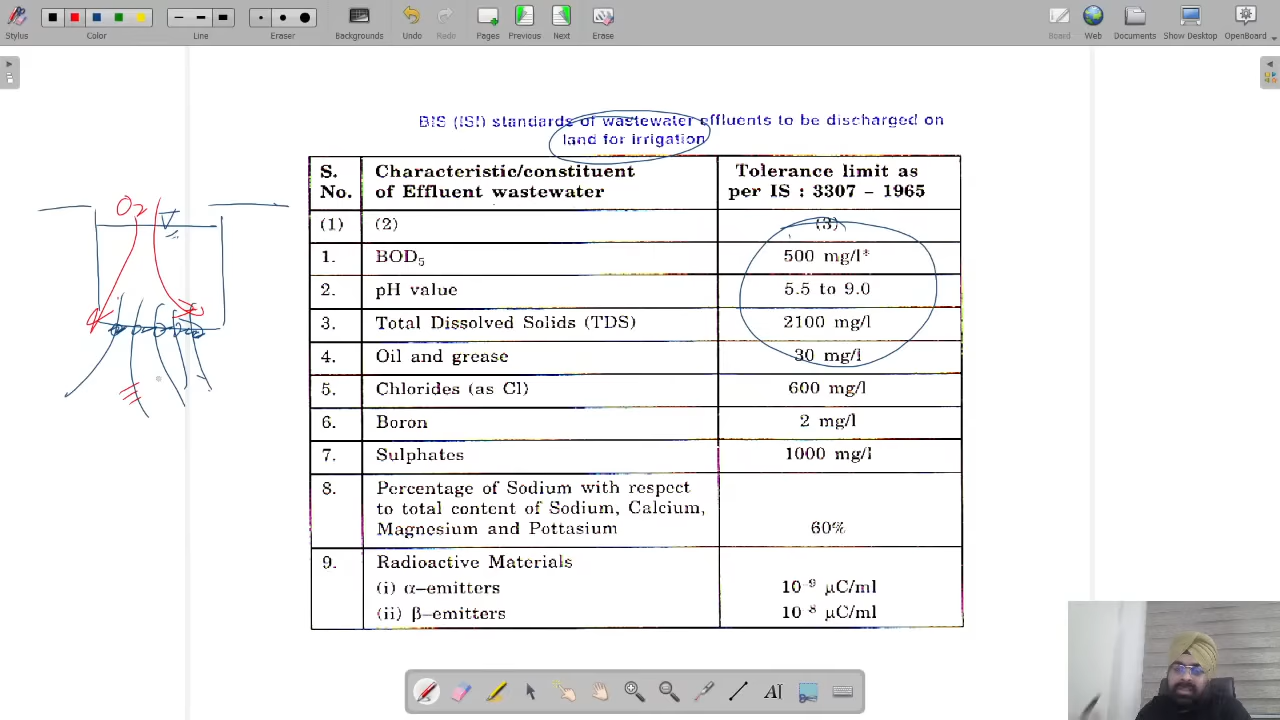 Stylus
Color
Line
Eraser
Backgrounds
Undo
Redo
Pages
Previous
Next
Erase
Board
Web
Documents
Show Desktop
OpenBoard
BIS (ISI) standards of wastewater effluents to be discharged on
land for irrigation
S. No. Characteristic/constituent of Effluent wastewater Tolerance limit as per IS : 3307 – 1965
(1) (2) (3)
1. BOD₅ 500 mg/l*
2. pH value 5.5 to 9.0
3. Total Dissolved Solids (TDS) 2100 mg/l
4. Oil and grease 30 mg/l
5. Chlorides (as Cl) 600 mg/l
6. Boron 2 mg/l
7. Sulphates 1000 mg/l
8. Percentage of Sodium with respect
to total content of Sodium, Calcium,
Magnesium and Pottasium 60%
9. Radioactive Materials
(i) α–emitters 10⁻⁹ μC/ml
(ii) β–emitters 10⁻⁸ μC/ml
O₂
AI